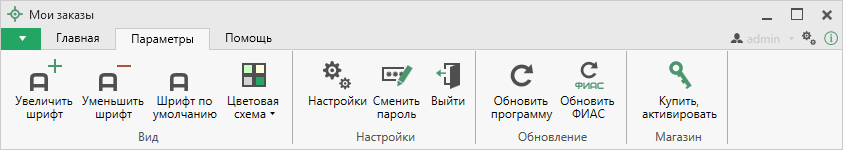 Мои заказы
Главная
Параметры
Помощь
admin
Увеличить
шрифт
Уменьшить
шрифт
Шрифт по
умолчанию
Цветовая
схема
Вид
Настройки
Сменить
пароль
Выйти
Настройки
Обновить
программу
ФИАС
Обновить
ФИАС
Обновление
Купить,
активировать
Магазин